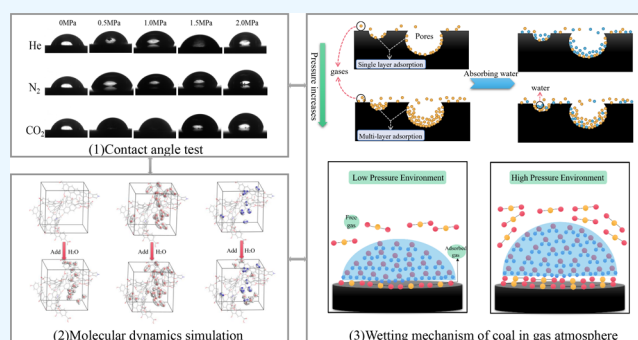 0MPa 0.5MPa 1.0MPa 1.5MPa 2.0MPa
He
N2
CO2
(1)Contact angle test
Add H2O Add H2O Add H2O
(2)Molecular dynamics simulation
Pressure increases
gases
Pores
Single layer adsorption
Absorbing water
water
Multi-layer adsorption
Low Pressure Environment
Free gas
Adsorbed gas
High Pressure Environment
(3)Wetting mechanism of coal in gas atmosphere